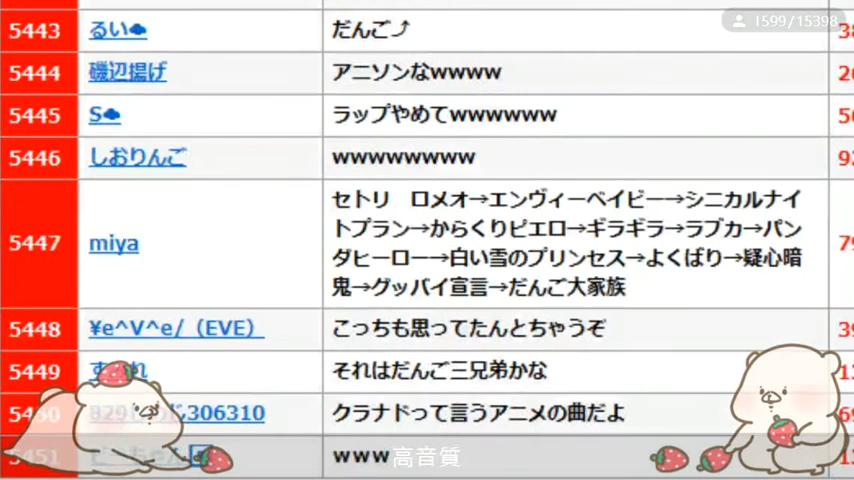 1599/15398
5443 るい☁ だんご⤴ 38
5444 磯辺揚げ アニソンなwwww
5445 S☁ ラップやめてwwwwww
5446 しおりんご wwwwwwwww
5447 miya セトリ ロメオ→エンヴィーベイビー→シニカルナイ
トプラン→からくりピエロ→ギラギラ→ラブカ→パン
ダヒーロー→白い雪のプリンセス→よくばり→疑心暗
鬼→グッバイ宣言→だんご大家族
5448 ¥e^V^e/（EVE） こっちも思ってたんとちゃうぞ
5449 それはだんご三兄弟かな
5450 306310 クラナドって言うアニメの曲だよ
5451 www
高音質